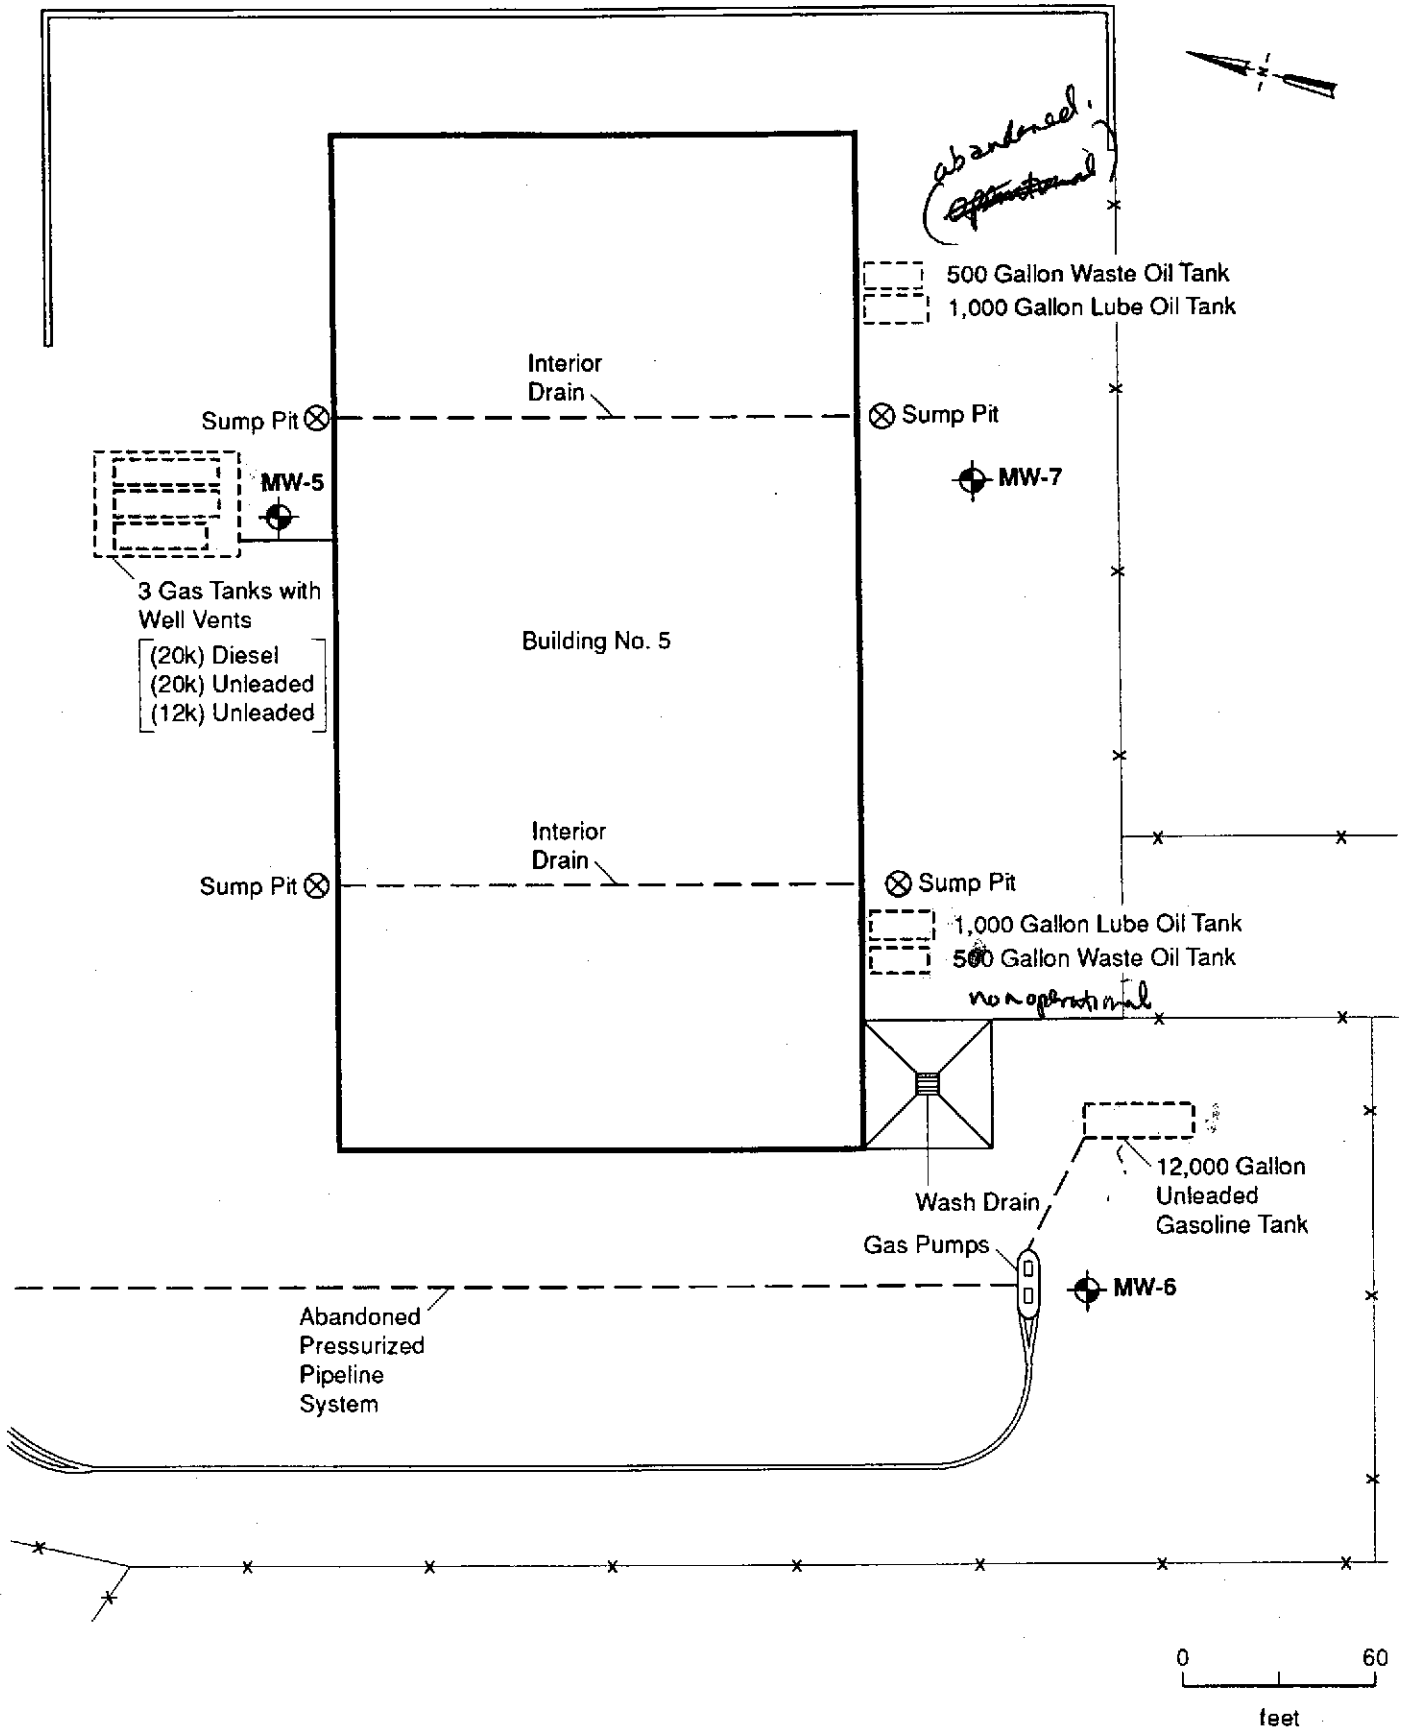 N
abandoned.
(operational)
500 Gallon Waste Oil Tank
1,000 Gallon Lube Oil Tank
Interior
Drain
Sump Pit
Sump Pit
MW-5
MW-7
3 Gas Tanks with
Well Vents
(20k) Diesel
(20k) Unleaded
(12k) Unleaded
Building No. 5
Interior
Drain
Sump Pit
Sump Pit
1,000 Gallon Lube Oil Tank
500 Gallon Waste Oil Tank
nonoperational
12,000 Gallon
Unleaded
Gasoline Tank
Wash Drain
Gas Pumps
MW-6
Abandoned
Pressurized
Pipeline
System
0 60
feet